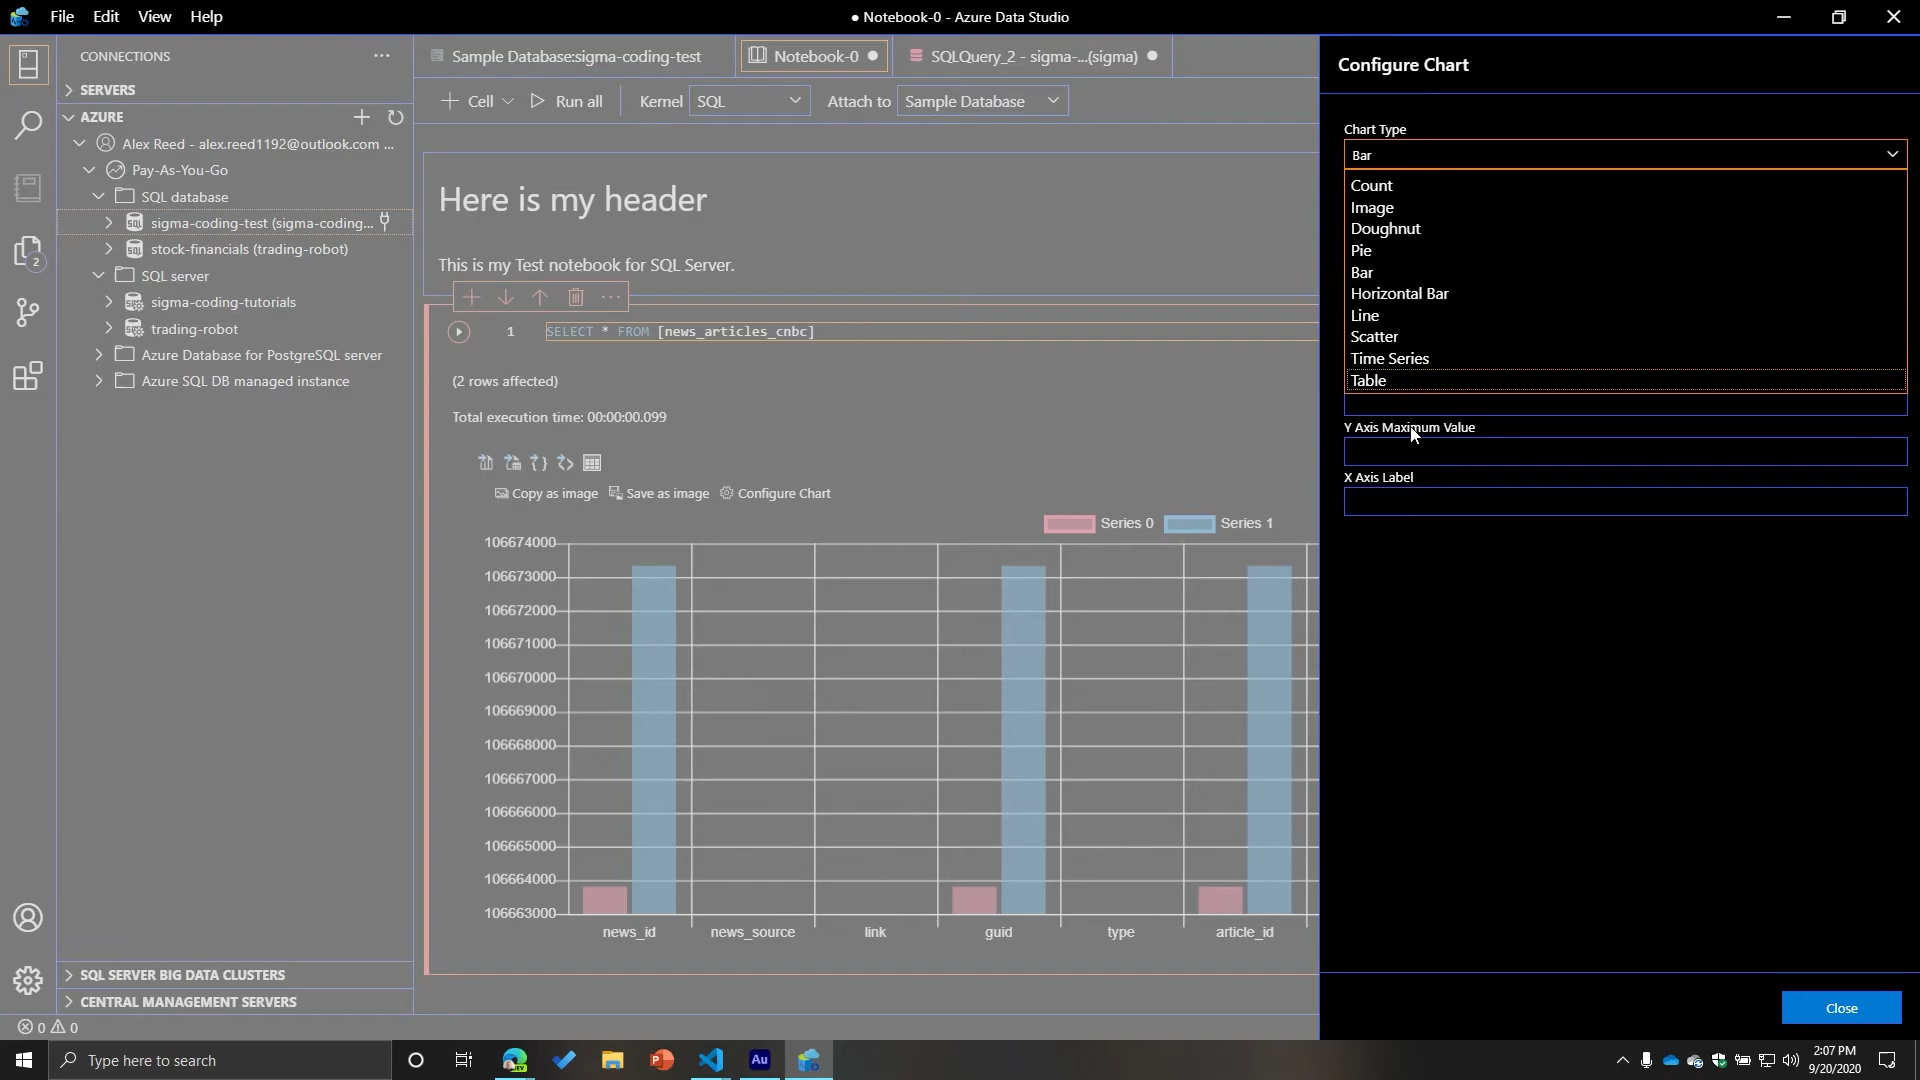 File Edit View Help
● Notebook-0 - Azure Data Studio
CONNECTIONS
SERVERS
AZURE
Alex Reed - alex.reed1192@outlook.com ...
Pay-As-You-Go
SQL database
sigma-coding-test (sigma-coding...
stock-financials (trading-robot)
SQL server
sigma-coding-tutorials
trading-robot
Azure Database for PostgreSQL server
Azure SQL DB managed instance
SQL SERVER BIG DATA CLUSTERS
CENTRAL MANAGEMENT SERVERS
2
0 0
Sample Database:sigma-coding-test
Notebook-0
SQLQuery_2 - sigma-...(sigma)
Cell Run all Kernel SQL Attach to Sample Database
Here is my header
This is my Test notebook for SQL Server.
1 SELECT * FROM [news_articles_cnbc]
(2 rows affected)
Total execution time: 00:00:00.099
Copy as image Save as image Configure Chart
Series 0 Series 1
106674000
106673000
106672000
106671000
106670000
106669000
106668000
106667000
106666000
106665000
106664000
106663000
news_id news_source link guid type article_id
Configure Chart
Chart Type
Bar
Count
Image
Doughnut
Pie
Bar
Horizontal Bar
Line
Scatter
Time Series
Table
Y Axis Maximum Value
X Axis Label
Close
Type here to search
Au
2:07 PM
9/20/2020